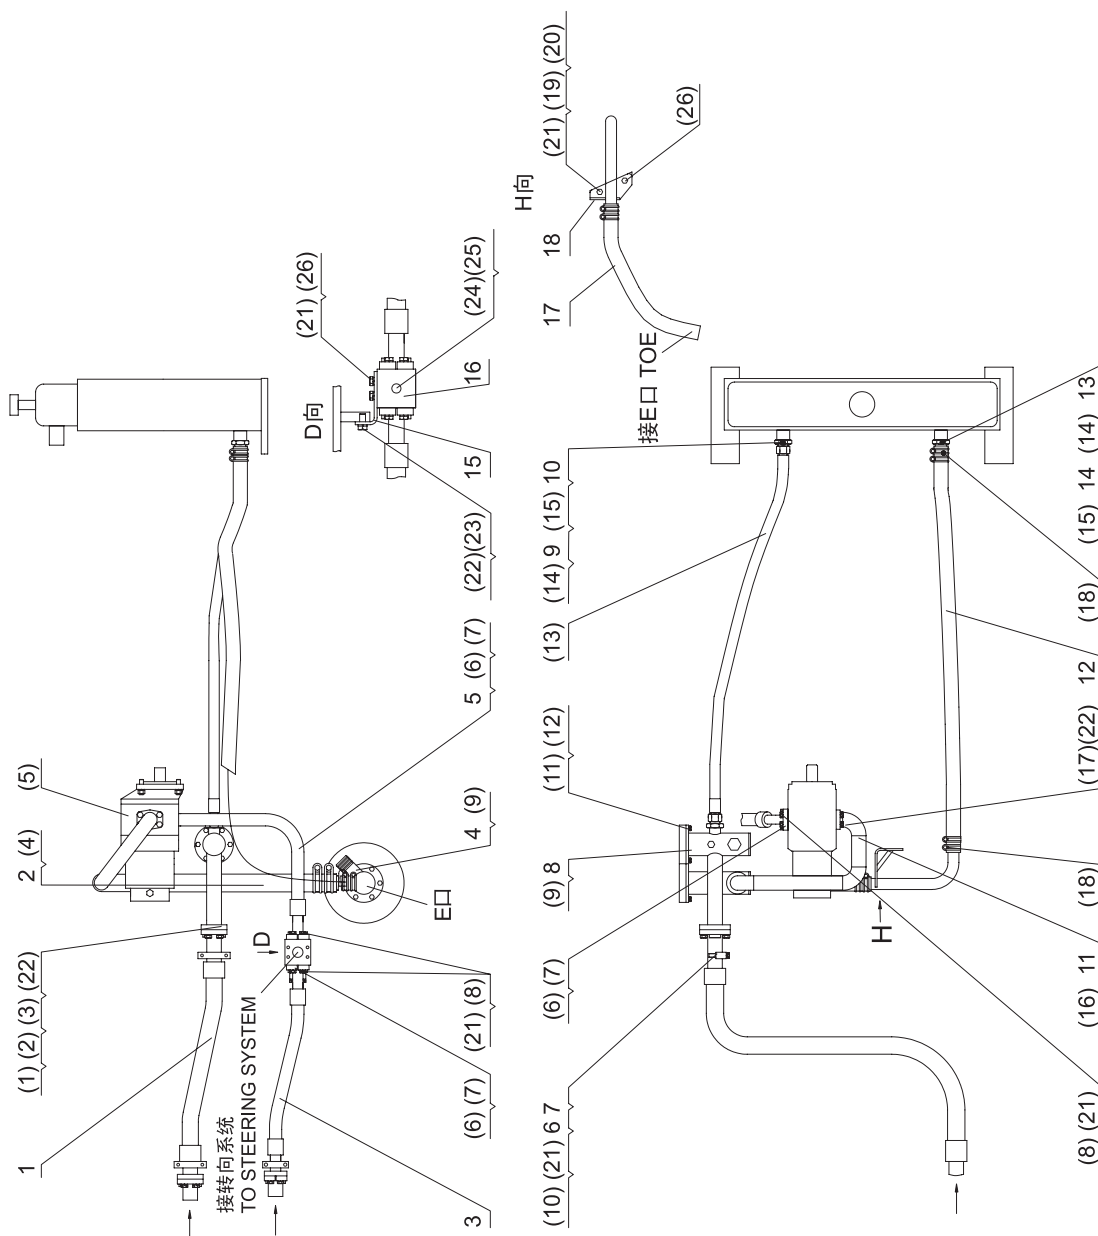 1
(1) (2) (3) (22)
2 (4)
(5)
接转向系统
TO STEERING SYSTEM
D
E口
3
(6) (7)
(21) (8)
4 (9)
5 (6) (7)
D向
(21) (26)
(22)(23)
15
16
(24)(25)
H向
(21) (19) (20)
18
17
(26)
接E口 TOE
(10) (21) 6 7
(6) (7)
(9) 8
(11) (12)
(13)
(14) 9 (15) 10
H
(8) (21)
(16) 11
(18)
(17)(22)
12
(18)
(15) 14 (14) 13